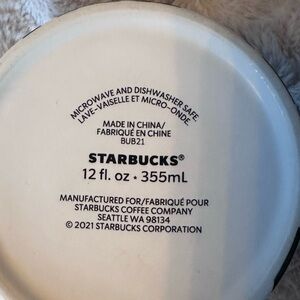 MICROWAVE AND DISHWASHER SAFE
LAVE-VAISELLE ET MICRO-ONDE.
MADE IN CHINA/
FABRIQUÉ EN CHINE
BUB21
STARBUCKS®
12 fl. oz · 355mL
MANUFACTURED FOR/FABRIQUÉ POUR
STARBUCKS COFFEE COMPANY
SEATTLE WA 98134
© 2021 STARBUCKS CORPORATION